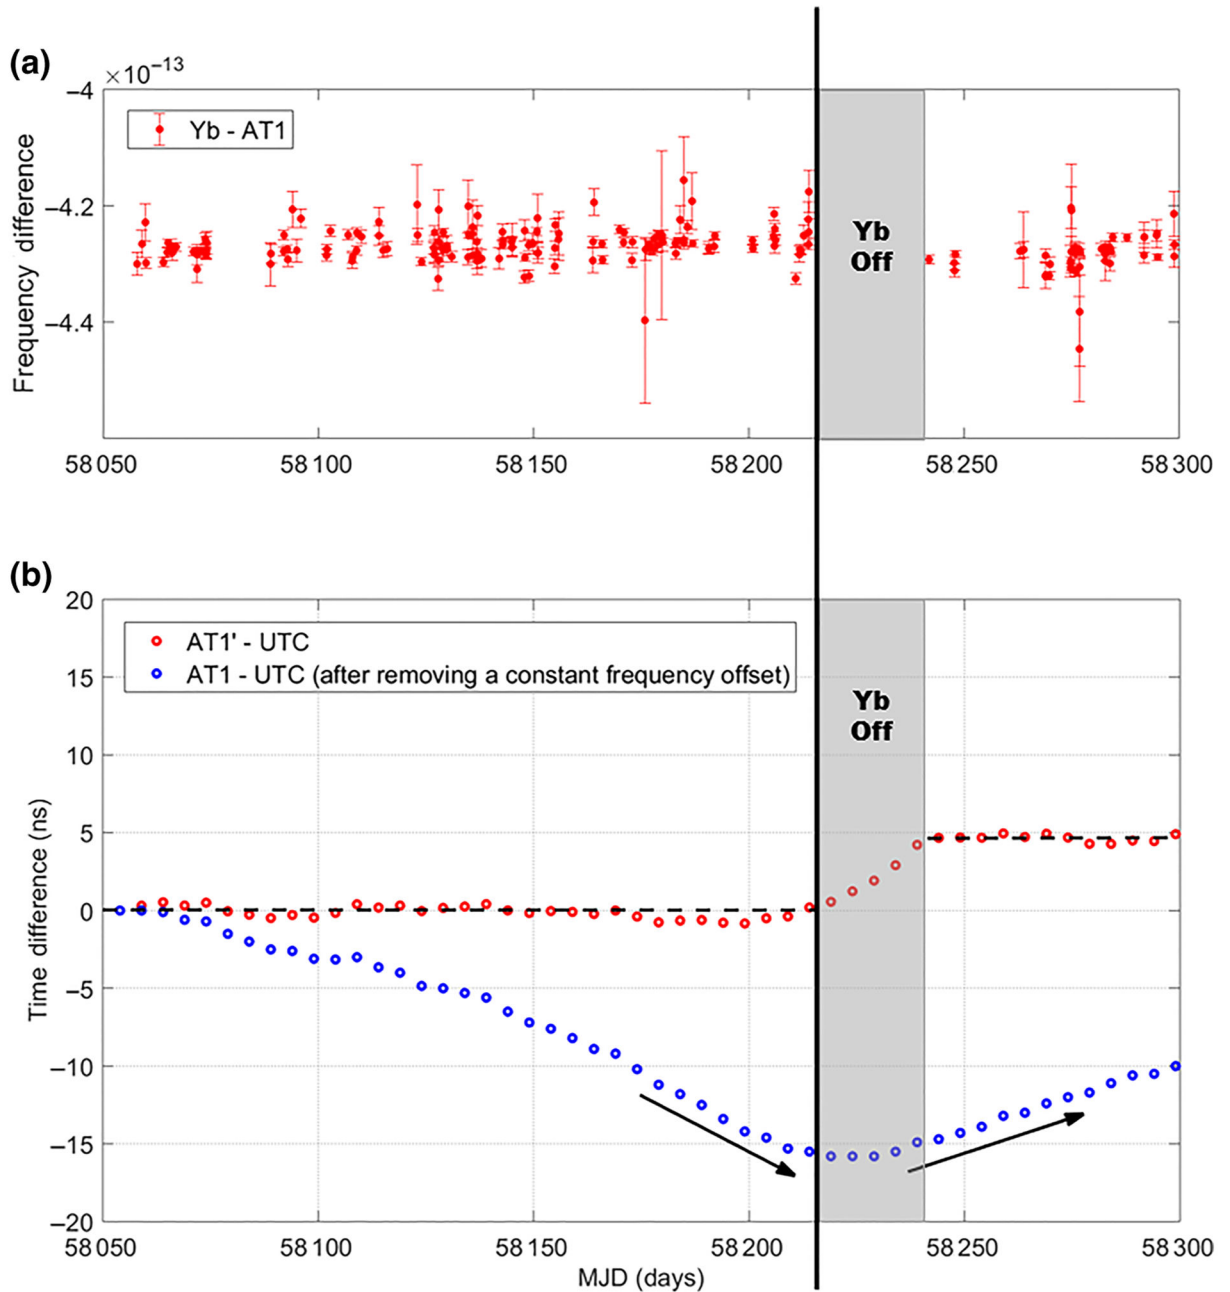 (a)
×10⁻¹³
−4
−4.2
−4.4
Frequency difference
Yb - AT1
Yb
Off
58 050
58 100
58 150
58 200
58 250
58 300
(b)
20
15
10
5
0
−5
−10
−15
−20
Time difference (ns)
AT1' - UTC
AT1 - UTC (after removing a constant frequency offset)
Yb
Off
58 050
58 100
58 150
58 200
58 250
58 300
MJD (days)